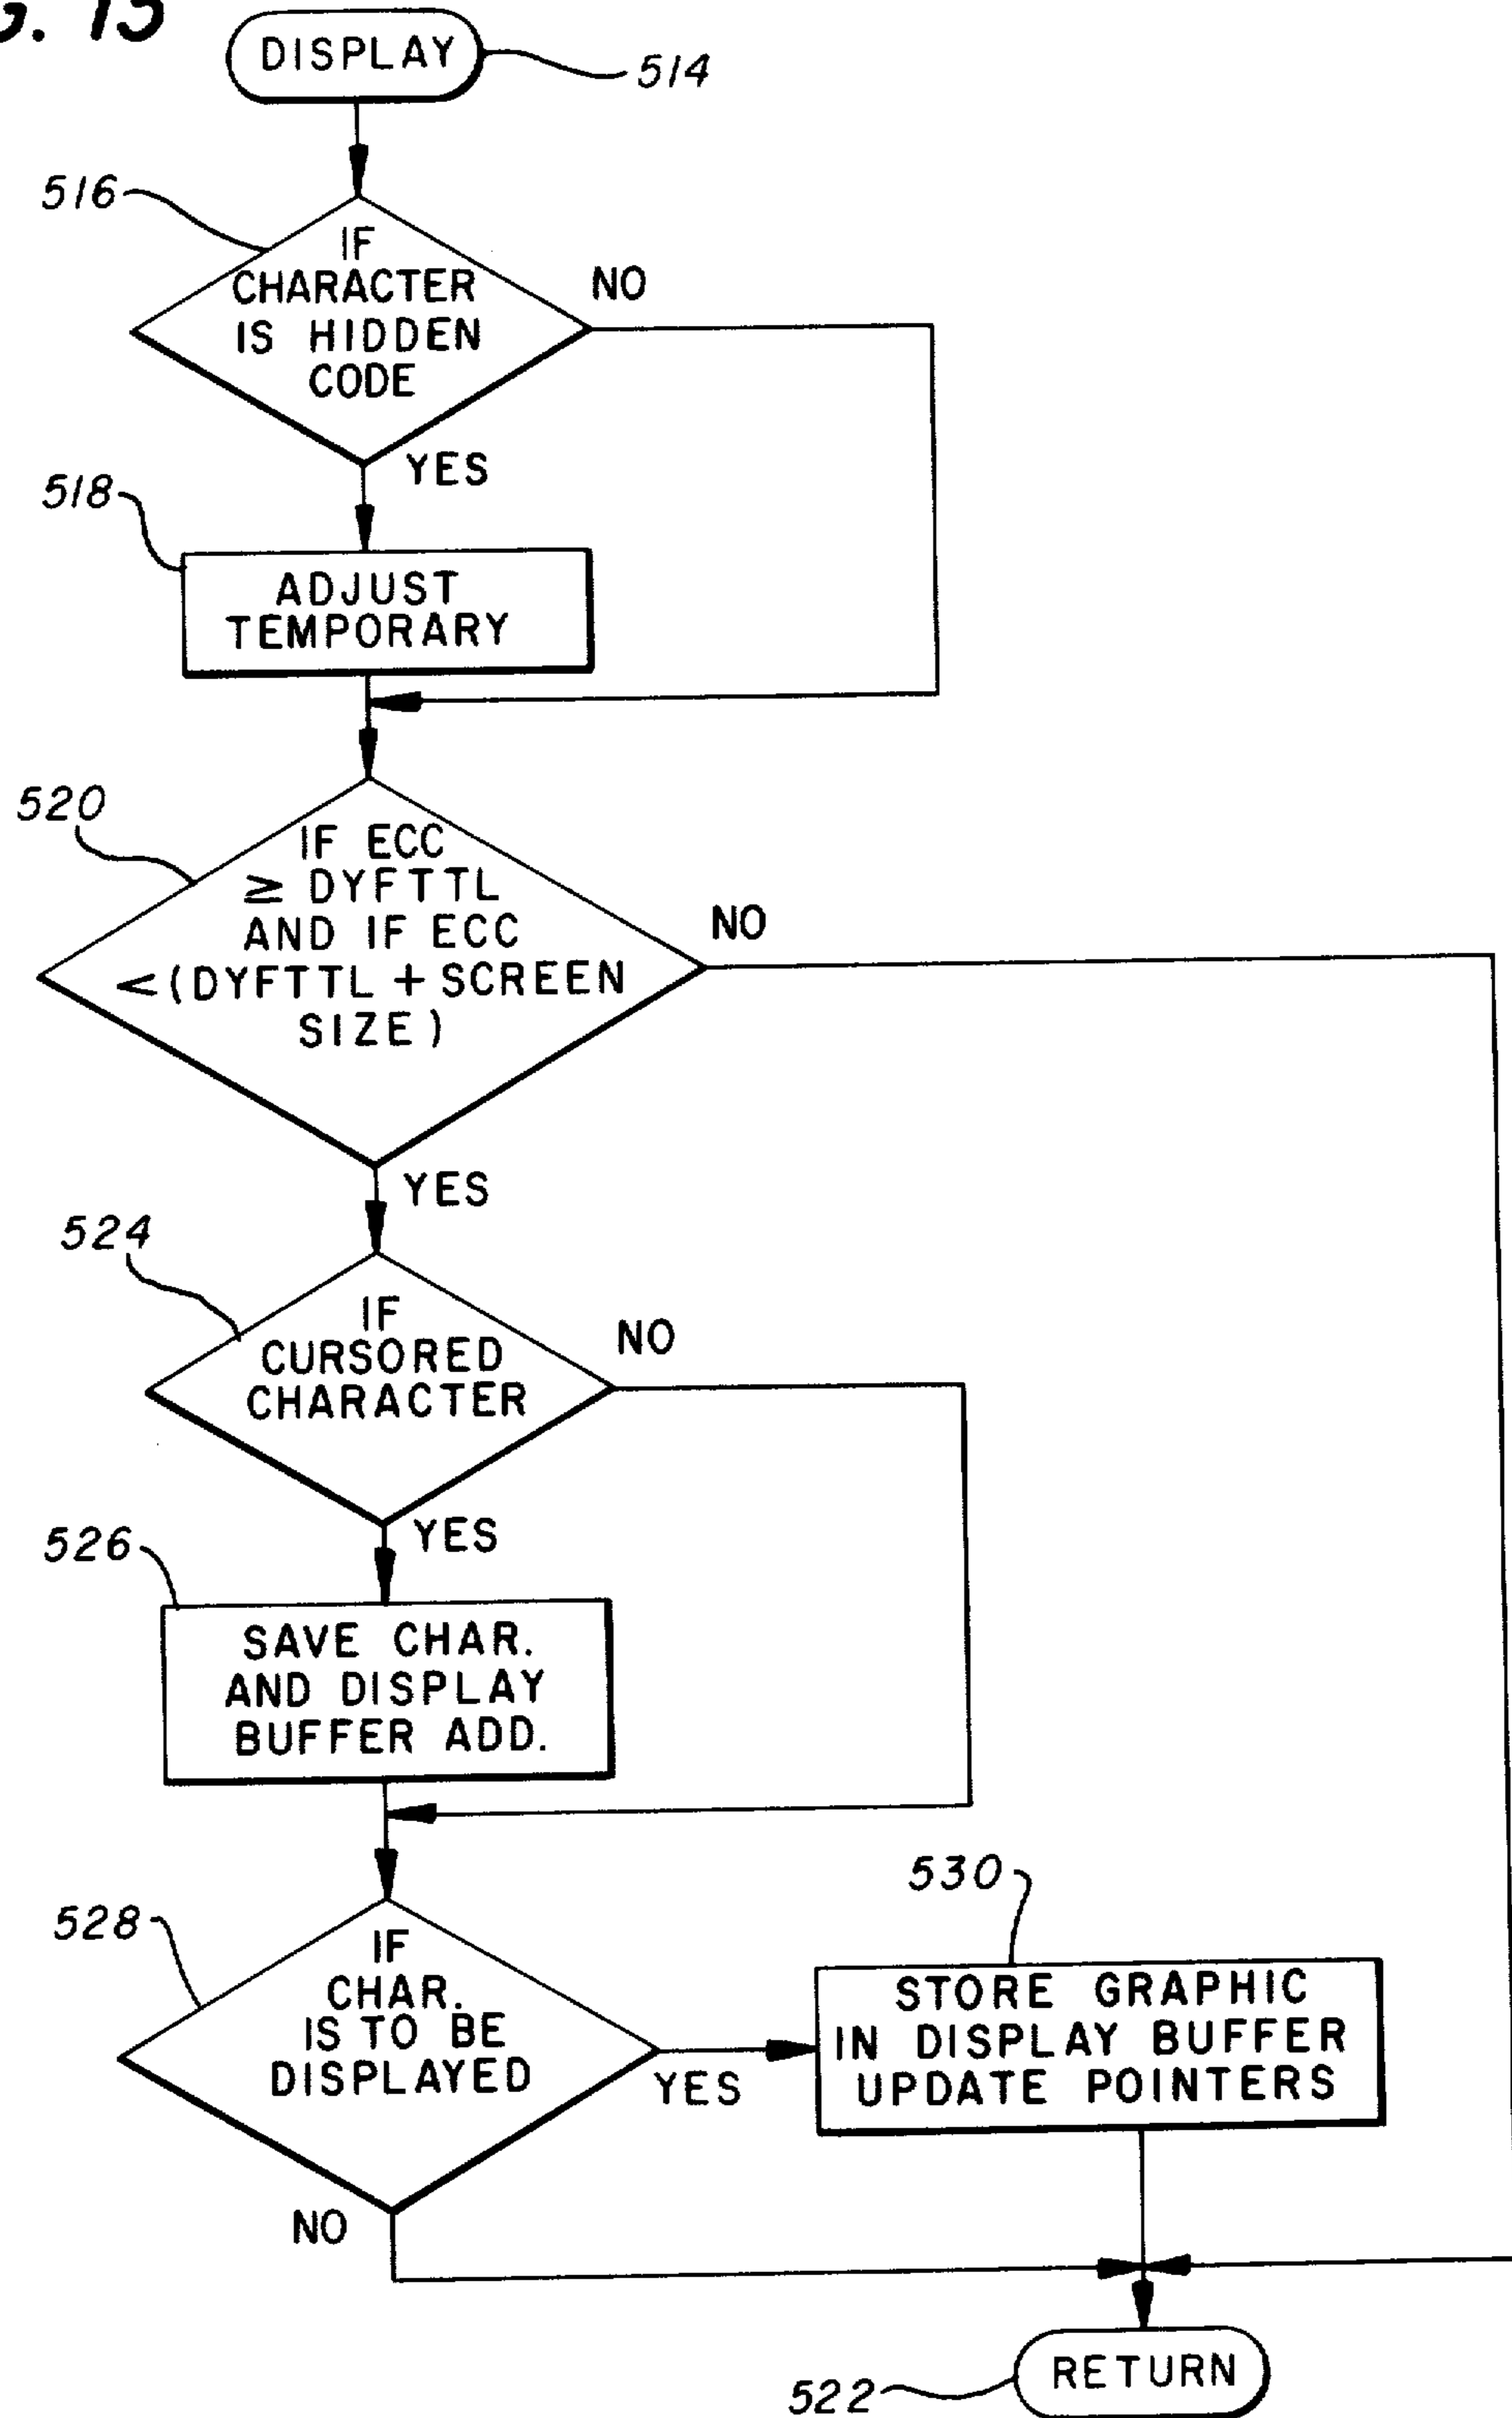 G. 13
DISPLAY
514
516
IF
CHARACTER
IS HIDDEN
CODE
NO
YES
518
ADJUST
TEMPORARY
520
IF ECC
≥ DYFTTL
AND IF ECC
<(DYFTTL + SCREEN
SIZE)
NO
YES
524
IF
CURSORED
CHARACTER
NO
YES
526
SAVE CHAR.
AND DISPLAY
BUFFER ADD.
528
IF
CHAR.
IS TO BE
DISPLAYED
YES
NO
530
STORE GRAPHIC
IN DISPLAY BUFFER
UPDATE POINTERS
RETURN
522